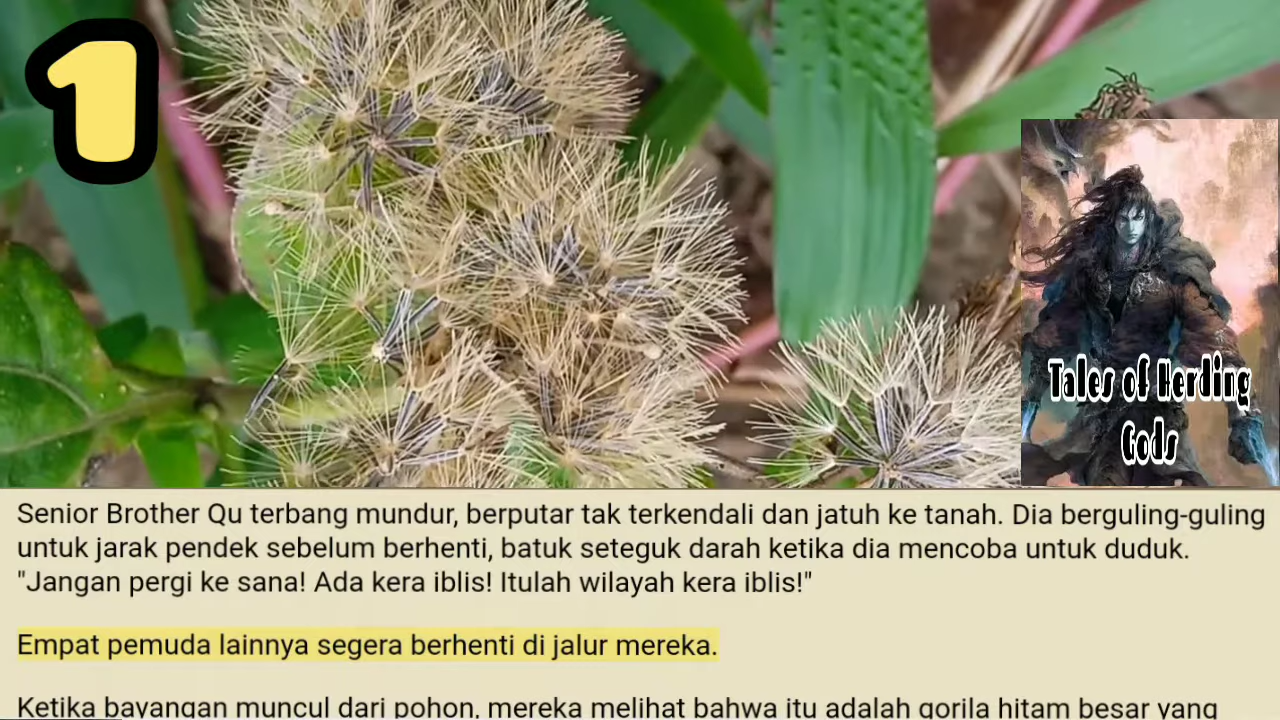 1
Tales of Herding
Gods
Senior Brother Qu terbang mundur, berputar tak terkendali dan jatuh ke tanah. Dia berguling-guling
untuk jarak pendek sebelum berhenti, batuk seteguk darah ketika dia mencoba untuk duduk.
"Jangan pergi ke sana! Ada kera iblis! Itulah wilayah kera iblis!"
Empat pemuda lainnya segera berhenti di jalur mereka.
Ketika bayangan muncul dari pohon, mereka melihat bahwa itu adalah gorila hitam besar yang